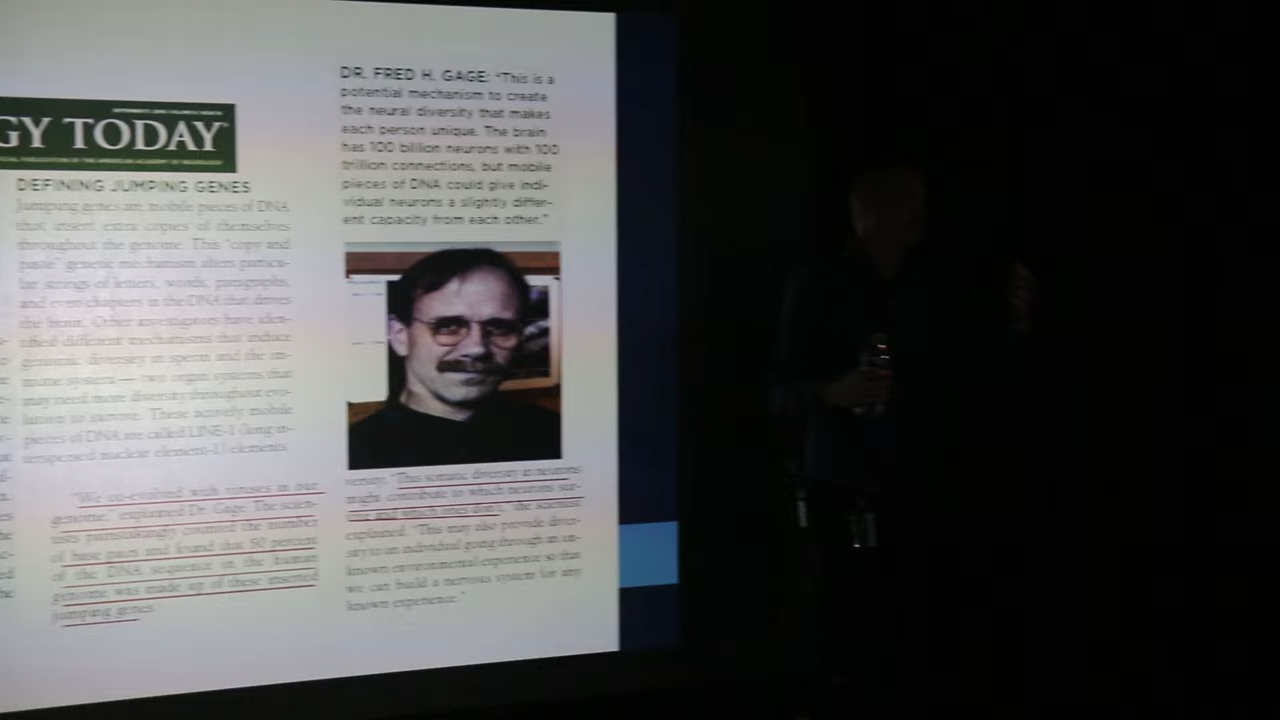 GY TODAY
DEFINING JUMPING GENES
Jumping genes are mobile pieces of DNA
that insert extra copies of themselves
throughout the genome. This "copy and
paste" genetic mechanism alters particu-
lar strings of letters, words, paragraphs,
and even chapters in the DNA that drives
the brain. Other investigators have iden-
tified different mechanisms that induce
genomic diversity in sperm and the im-
mune system — two organ systems that
may need more diversity throughout evo-
lution to survive. These actively mobile
pieces of DNA are called LINE-1 (long in-
terspersed nuclear element-1) elements.
"We co-evolved with viruses in our
genome," explained Dr. Gage. The scien-
tists painstakingly counted the number
of base pairs and found that 50 percent
of the DNA sequence in the human
genome was made up of these inserted
jumping genes.
DR. FRED H. GAGE: "This is a
potential mechanism to create
the neural diversity that makes
each person unique. The brain
has 100 billion neurons with 100
trillion connections, but mobile
pieces of DNA could give indi-
vidual neurons a slightly differ-
ent capacity from each other."
versity. "This somatic diversity in neurons
might contribute to which neurons sur-
vive and which ones don't," the scientist
explained. "This may also provide diver-
sity to an individual going through an un-
known environmental experience so that
we can build a nervous system for any
known experience."